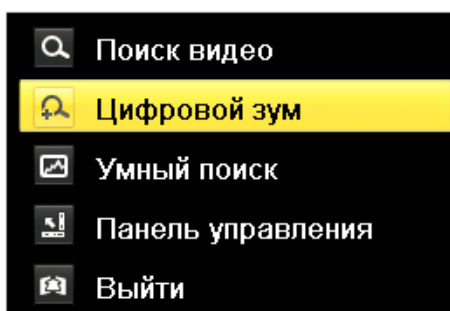 Поиск видео
Цифровой зум
Умный поиск
Панель управления
Выйти